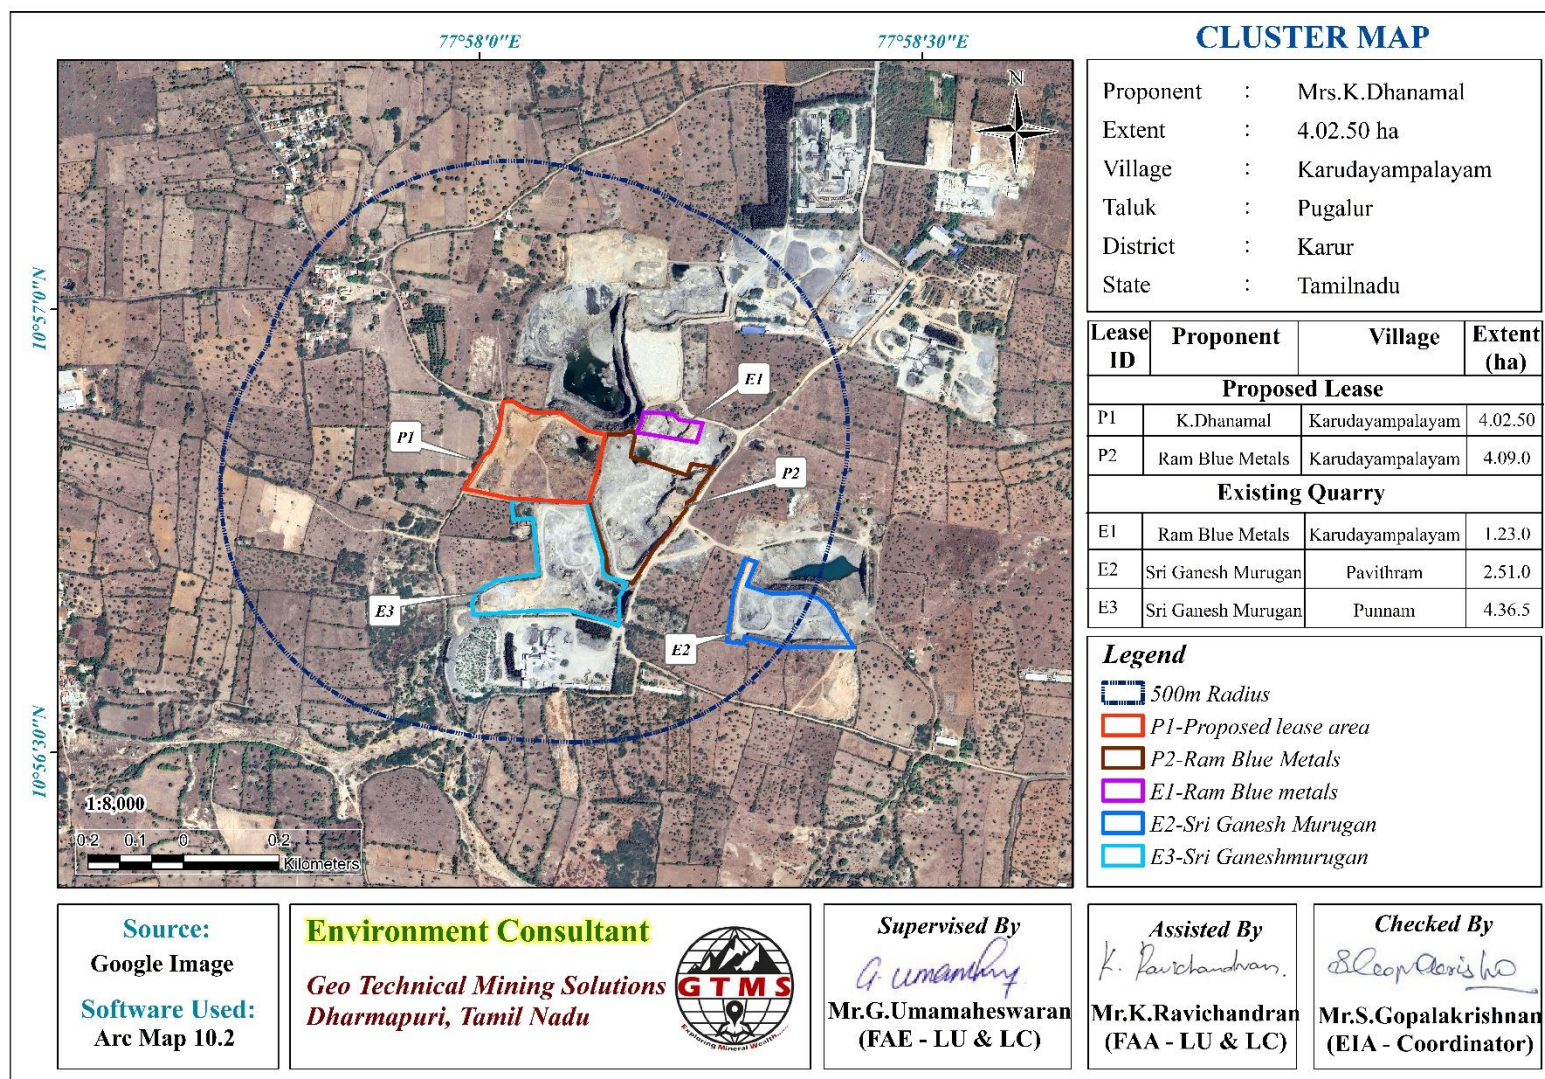 CLUSTER MAP
77°58'0"E
77°58'30"E
10°57'0"N
10°56'30"N
N
E1
P1
P2
E3
E2
1:8,000
0.2 0.1 0 0.2
Kilometers
Proponent : Mrs.K.Dhanamal
Extent : 4.02.50 ha
Village : Karudayampalayam
Taluk : Pugalur
District : Karur
State : Tamilnadu
Lease ID Proponent Village Extent (ha)
Proposed Lease
P1 K.Dhanamal Karudayampalayam 4.02.50
P2 Ram Blue Metals Karudayampalayam 4.09.0
Existing Quarry
E1 Ram Blue Metals Karudayampalayam 1.23.0
E2 Sri Ganesh Murugan Pavithram 2.51.0
E3 Sri Ganesh Murugan Punnam 4.36.5
Legend
500m Radius
P1-Proposed lease area
P2-Ram Blue Metals
E1-Ram Blue metals
E2-Sri Ganesh Murugan
E3-Sri Ganeshmurugan
Source:
Google Image
Software Used:
Arc Map 10.2
Environment Consultant
Geo Technical Mining Solutions
Dharmapuri, Tamil Nadu
GTMS
Exploring Mineral Wealth......
Supervised By
G. Umamhy
Mr.G.Umamaheswaran
(FAE - LU & LC)
Assisted By
K. Ravichandran.
Mr.K.Ravichandran
(FAA - LU & LC)
Checked By
Mr.S.Gopalakrishnan
(EIA - Coordinator)